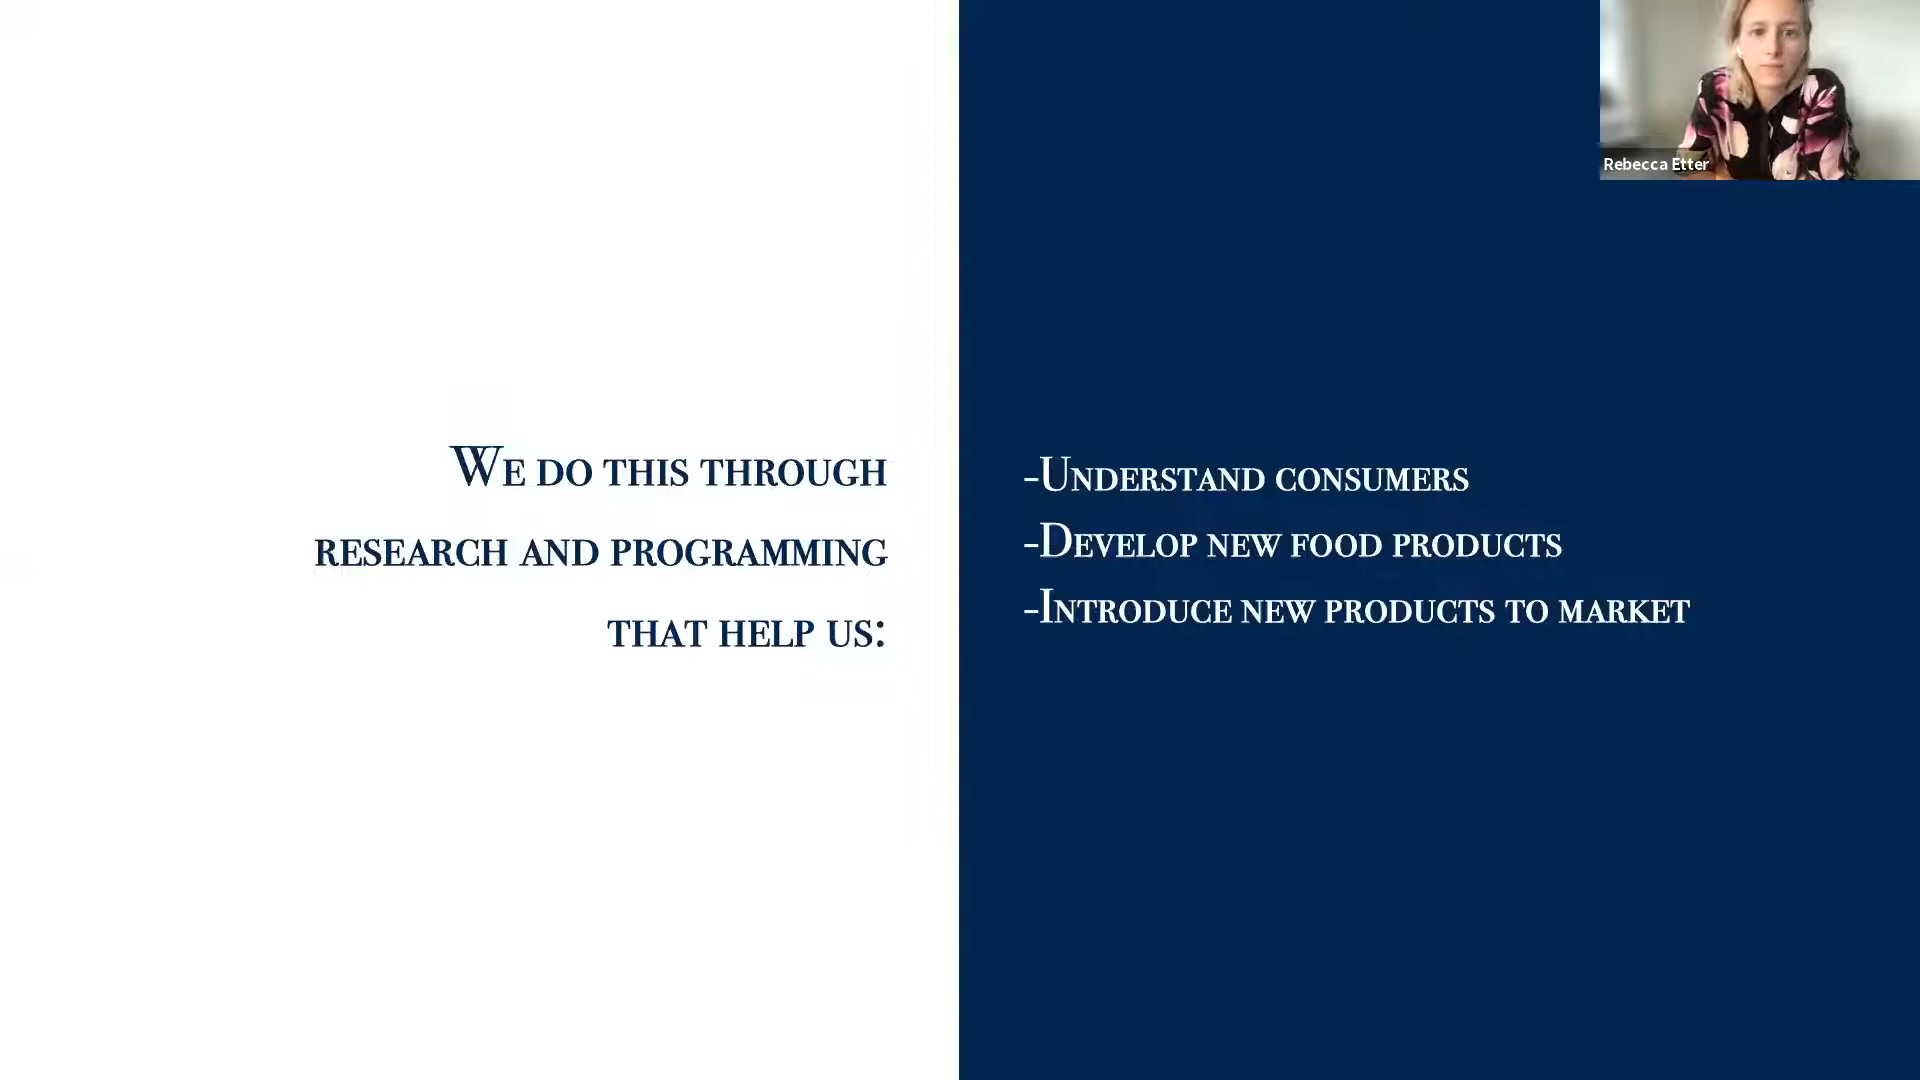 We do this through
research and programming
that help us:
-Understand consumers
-Develop new food products
-Introduce new products to market
Rebecca Etter